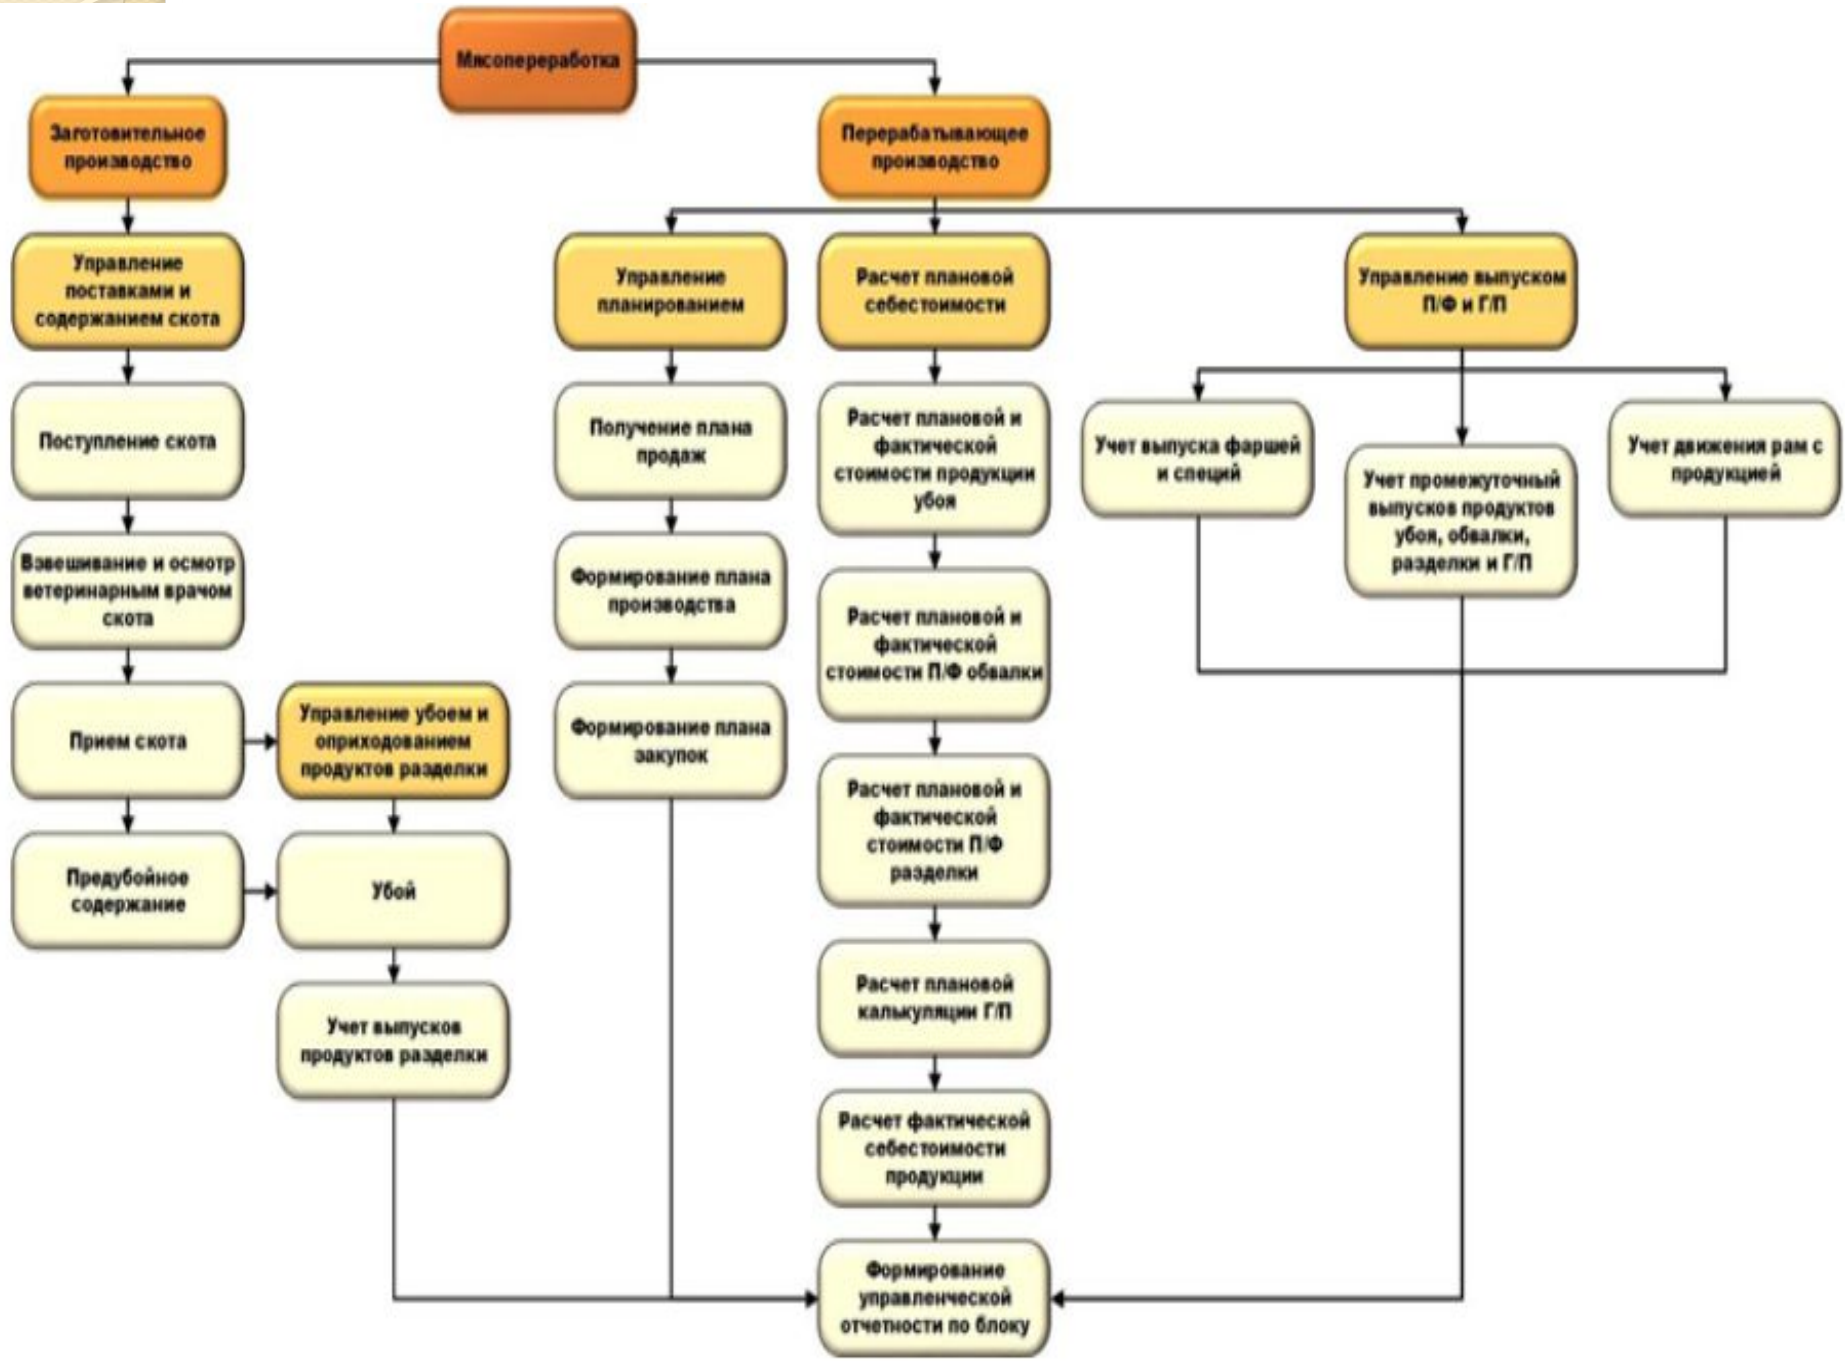 Мясопереработка
Заготовительное
производство
Перерабатывающее
производство
Управление
поставками и
содержанием скота
Управление
планированием
Расчет плановой
себестоимости
Управление выпуском
П/Ф и Г/П
Поступление скота
Получение плана
продаж
Расчет плановой и
фактической
стоимости продукции
убоя
Учет выпуска фаршей
и специй
Учет промежуточный
выпусков продуктов
убоя, обвалки,
разделки и Г/П
Учет движения рам с
продукцией
Взвешивание и осмотр
ветеринарным врачом
скота
Формирование плана
производства
Расчет плановой и
фактической
стоимости П/Ф обвалки
Прием скота
Управление убоем и
оприходованием
продуктов разделки
Формирование плана
закупок
Расчет плановой и
фактической
стоимости П/Ф
разделки
Предубойное
содержание
Убой
Расчет плановой
калькуляции Г/П
Учет выпусков
продуктов разделки
Расчет фактической
себестоимости
продукции
Формирование
управленческой
отчетности по блоку